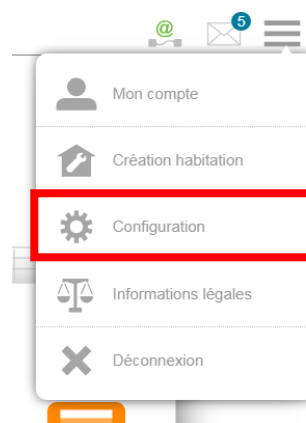 @
5
Mon compte
Création habitation
Configuration
Informations légales
Déconnexion